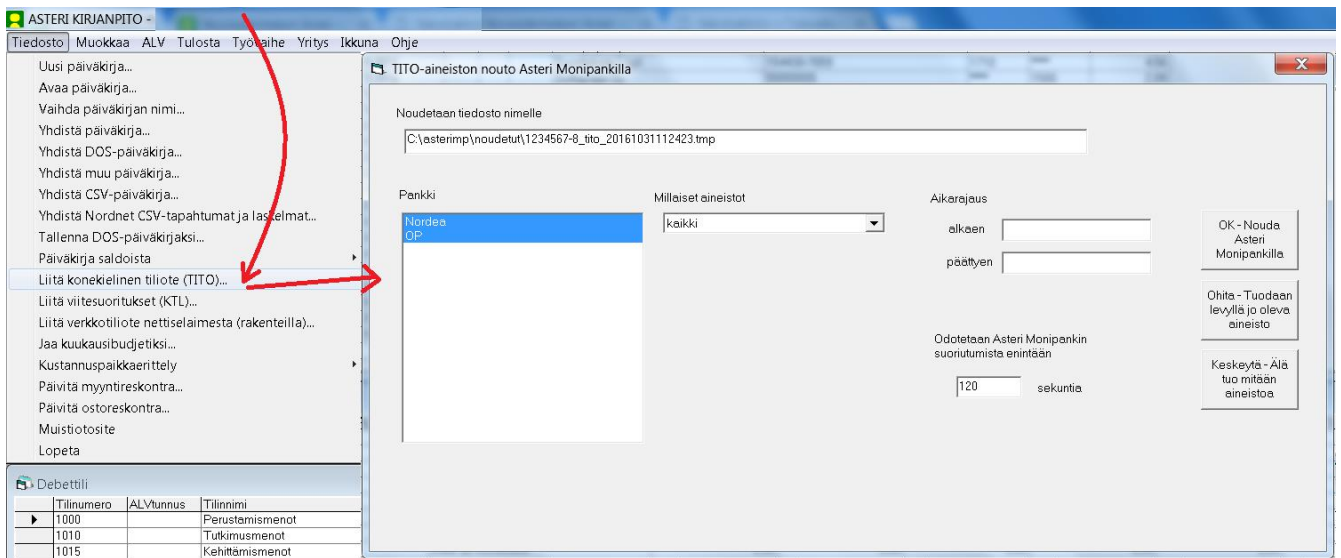 ASTERI KIRJANPITO -
Tiedosto Muokkaa ALV Tulosta Työvaihe Yritys Ikkuna Ohje
Uusi päiväkirja...
Avaa päiväkirja...
Vaihda päiväkirjan nimi...
Yhdistä päiväkirja...
Yhdistä DOS-päiväkirja...
Yhdistä muu päiväkirja...
Yhdistä CSV-päiväkirja...
Yhdistä Nordnet CSV-tapahtumat ja laskelmat...
Tallenna DOS-päiväkirjaksi...
Päiväkirja saldoista
Liitä konekielinen tiliote (TITO)...
Liitä viitesuoritukset (KTL)...
Liitä verkkotiliote nettiselaimesta (rakenteilla)...
Jaa kuukausibudjetiksi...
Kustannuspaikkaerittely
Päivitä myyntireskontra...
Päivitä ostoreskontra...
Muistiotosite
Lopeta
Debettili
Tilinumero ALVtunnus Tilinnimi
1000 Perustamismenot
1010 Tutkimusmenot
1015 Kehittämismenot
TITO-aineiston nouto Asteri Monipankilla
Noudetaan tiedosto nimelle
C:\asterimp\noudetut\1234567-8_tito_20161031112423.tmp
Pankki
Nordea
OP
Millaiset aineistot
kaikki
Aikarajaus
alkaen
päättyen
Odotetaan Asteri Monipankin
suoriutumista enintään
120 sekuntia
OK - Nouda
Asteri
Monipankilla
Ohita - Tuodaan
levyllä jo oleva
aineisto
Keskeytä - Älä
tuo mitään
aineistoa